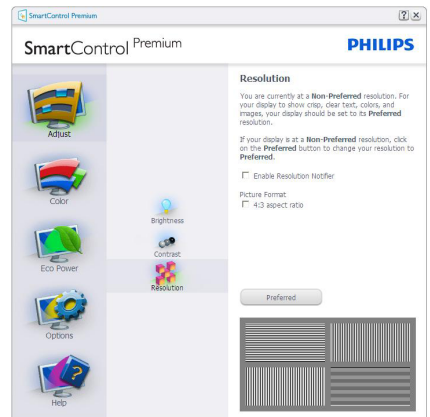 SmartControl Premium
? ×
SmartControl Premium
PHILIPS
Adjust
Color
Eco Power
Options
Help
Brightness
Contrast
Resolution
Resolution
You are currently at a Non-Preferred resolution. For
your display to show crisp, clear text, colors, and
images, your display should be set to its Preferred
resolution.
If your display is at a Non-Preferred resolution, click
on the Preferred button to change your resolution to
Preferred.
Enable Resolution Notifier
Picture Format
4:3 aspect ratio
Preferred